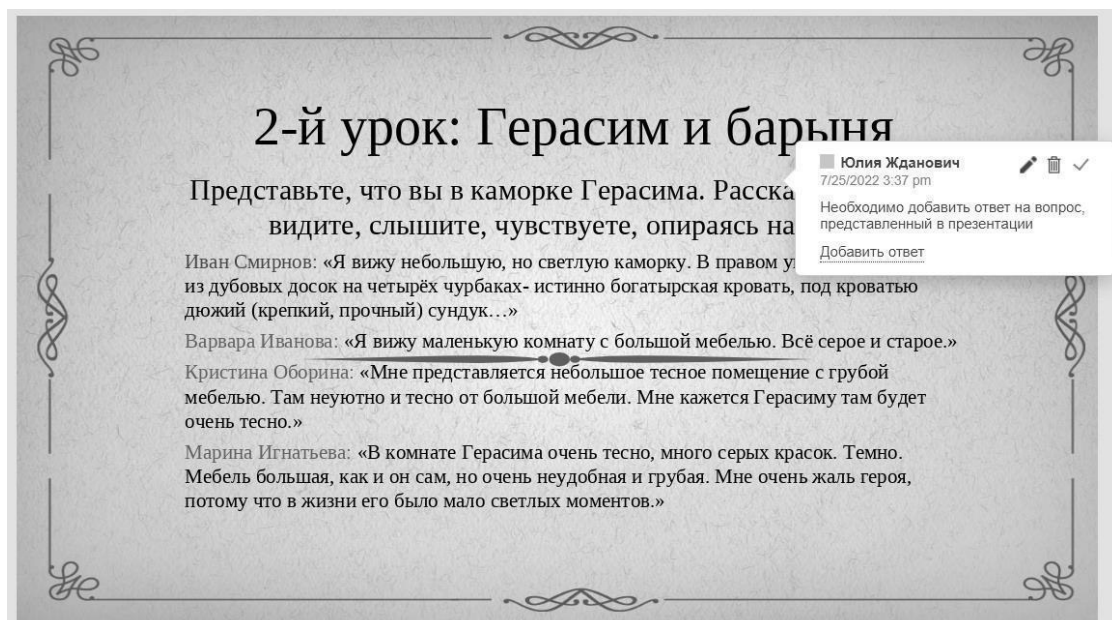 2-й урок: Герасим и барыня
Представьте, что вы в каморке Герасима.
видите, слышите, чувствуете, опираясь на
Иван Смирнов: «Я вижу небольшую, но светлую каморку. В правом
из дубовых досок на четырёх чурбаках- истинно богатырская кровать, под кроватью
дюжий (крепкий, прочный) сундук…»
Варвара Иванова: «Я вижу маленькую комнату с большой мебелью. Всё серое и старое.»
Кристина Оборина: «Мне представляется небольшое тесное помещение с грубой
мебелью. Там неуютно и тесно от большой мебели. Мне кажется Герасиму там будет
очень тесно.»
Марина Игнатьева: «В комнате Герасима очень тесно, много серых красок. Темно.
Мебель большая, как и он сам, но очень неудобная и грубая. Мне очень жаль героя,
потому что в жизни его было мало светлых моментов.»
Юлия Жданович
7/25/2022 3:37 pm
Необходимо добавить ответ на вопрос,
представленный в презентации
Добавить ответ